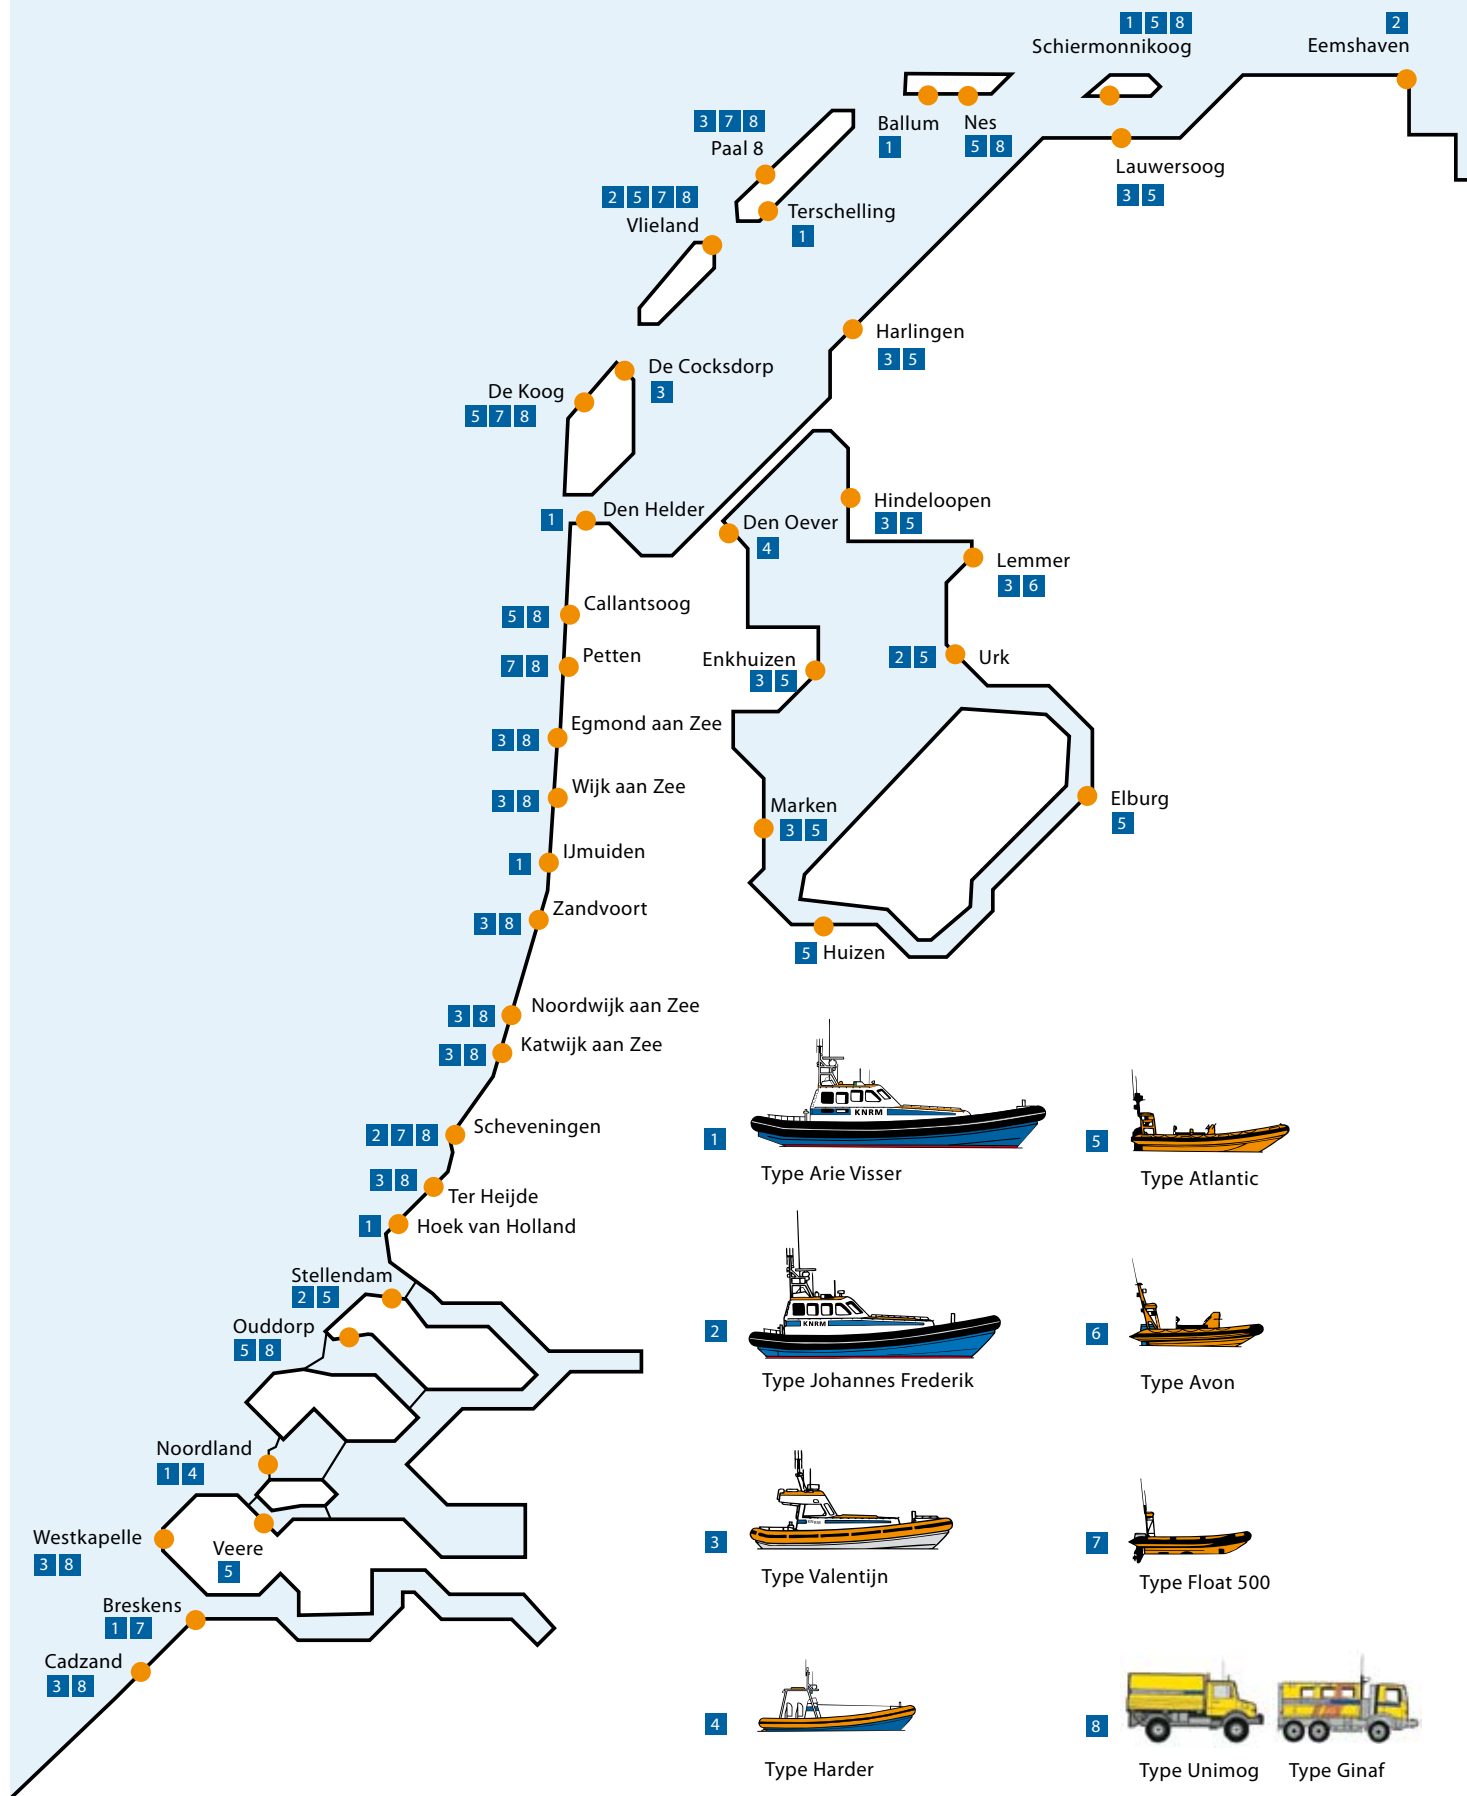 1 5 8
Schiermonnikoog
2
Eemshaven
3 7 8
Paal 8
Ballum
1
Nes
5 8
Lauwersoog
3 5
2 5 7 8
Vlieland
Terschelling
1
Harlingen
3 5
De Cocksdorp
3
De Koog
5 7 8
1
Den Helder
Den Oever
4
Hindeloopen
3 5
Lemmer
3 6
5 8
Callantsoog
7 8
Petten
Enkhuizen
3 5
2 5
Urk
3 8
Egmond aan Zee
3 8
Wijk aan Zee
Marken
3 5
Elburg
5
1
IJmuiden
3 8
Zandvoort
5 Huizen
3 8
Noordwijk aan Zee
3 8
Katwijk aan Zee
2 7 8
Scheveningen
3 8
Ter Heijde
1
Hoek van Holland
Stellendam
2 5
Ouddorp
5 8
Noordland
1 4
Westkapelle
3 8
Veere
5
Breskens
1 7
Cadzand
3 8
KNRM
1
Type Arie Visser
5
Type Atlantic
KNRM
2
Type Johannes Frederik
6
Type Avon
3
Type Valentijn
7
Type Float 500
4
Type Harder
8
Type Unimog
Type Ginaf